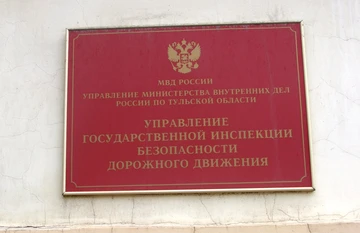 МВД РОССИИ
УПРАВЛЕНИЕ МИНИСТЕРСТВА ВНУТРЕННИХ ДЕЛ
РОССИИ ПО ТУЛЬСКОЙ ОБЛАСТИ
УПРАВЛЕНИЕ
ГОСУДАРСТВЕННОЙ ИНСПЕКЦИИ
БЕЗОПАСНОСТИ
ДОРОЖНОГО ДВИЖЕНИЯ